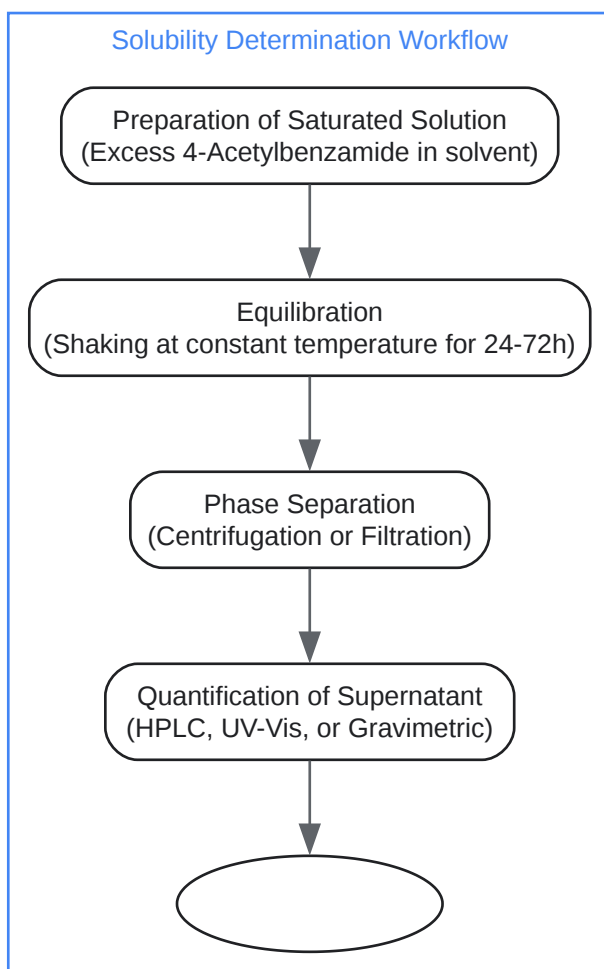 Solubility Determination Workflow
Preparation of Saturated Solution
(Excess 4-Acetylbenzamide in solvent)
Equilibration
(Shaking at constant temperature for 24-72h)
Phase Separation
(Centrifugation or Filtration)
Quantification of Supernatant
(HPLC, UV-Vis, or Gravimetric)